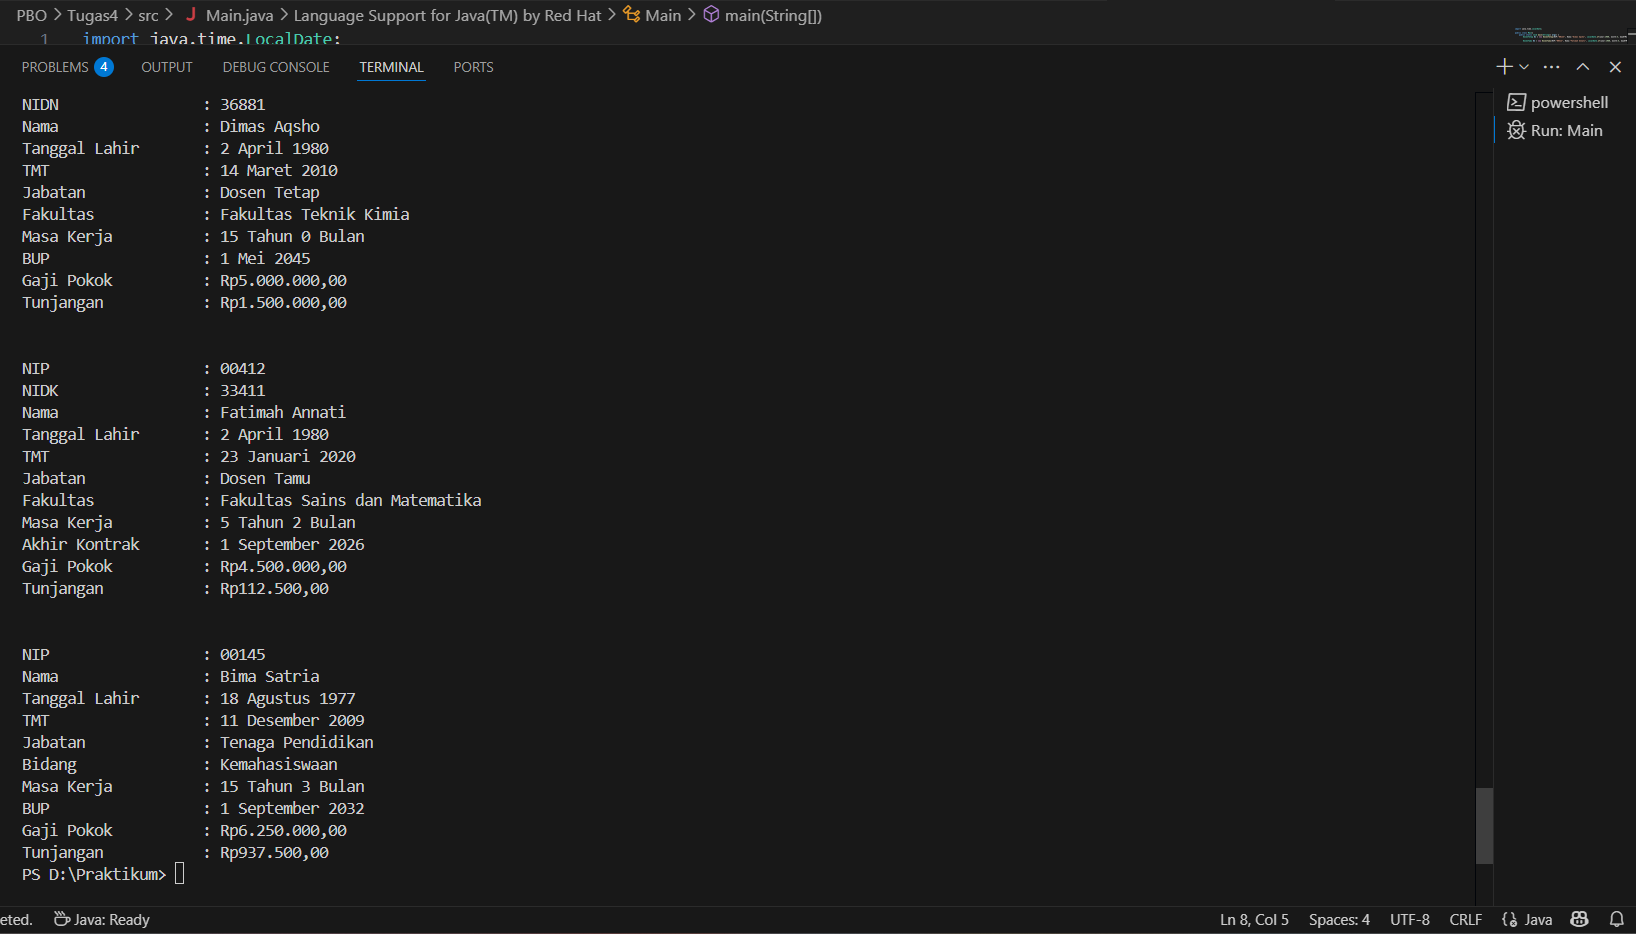 PBO > Tugas4 > src > J Main.java > Language Support for Java(TM) by Red Hat > Main > main(String[])
1 import java.time.LocalDate;
PROBLEMS 4 OUTPUT DEBUG CONSOLE TERMINAL PORTS
powershell
Run: Main
NIDN : 36881
Nama : Dimas Aqsho
Tanggal Lahir : 2 April 1980
TMT : 14 Maret 2010
Jabatan : Dosen Tetap
Fakultas : Fakultas Teknik Kimia
Masa Kerja : 15 Tahun 0 Bulan
BUP : 1 Mei 2045
Gaji Pokok : Rp5.000.000,00
Tunjangan : Rp1.500.000,00
NIP : 00412
NIDK : 33411
Nama : Fatimah Annati
Tanggal Lahir : 2 April 1980
TMT : 23 Januari 2020
Jabatan : Dosen Tamu
Fakultas : Fakultas Sains dan Matematika
Masa Kerja : 5 Tahun 2 Bulan
Akhir Kontrak : 1 September 2026
Gaji Pokok : Rp4.500.000,00
Tunjangan : Rp112.500,00
NIP : 00145
Nama : Bima Satria
Tanggal Lahir : 18 Agustus 1977
TMT : 11 Desember 2009
Jabatan : Tenaga Pendidikan
Bidang : Kemahasiswaan
Masa Kerja : 15 Tahun 3 Bulan
BUP : 1 September 2032
Gaji Pokok : Rp6.250.000,00
Tunjangan : Rp937.500,00
PS D:\Praktikum>
eted. Java: Ready Ln 8, Col 5 Spaces: 4 UTF-8 CRLF Java